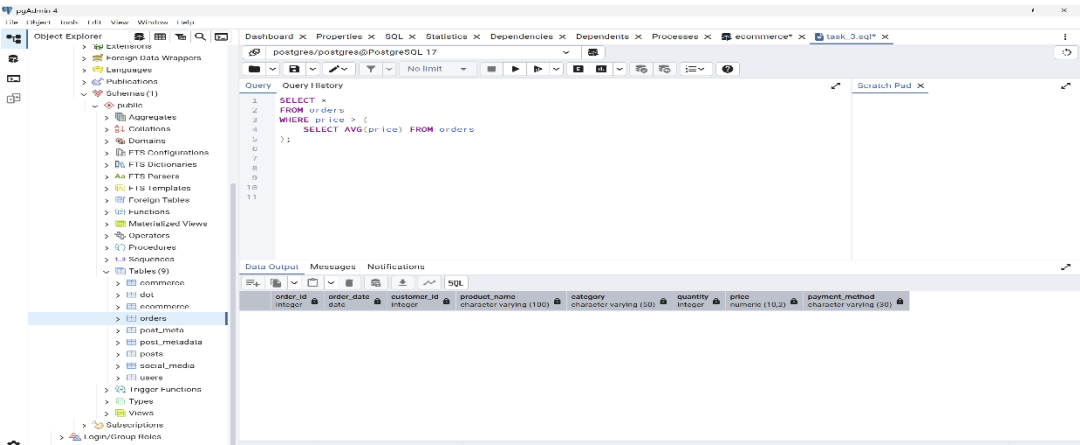 pgAdmin 4
File Object Tools Edit View Window Help
Object Explorer
Dashboard X Properties X SQL X Statistics X Dependencies X Dependents X Processes X ecommerce* X task_3.sql* X
postgres/postgres@PostgreSQL 17
No limit
Query Query History
Scratch Pad X
1 SELECT *
2 FROM orders
3 WHERE price > (
4 SELECT AVG(price) FROM orders
5 );
6
7
8
9
10
11
Extensions
Foreign Data Wrappers
Languages
Publications
Schemas (1)
public
Aggregates
Collations
Domains
FTS Configurations
FTS Dictionaries
Aa FTS Parsers
FTS Templates
Foreign Tables
Functions
Materialized Views
Operators
Procedures
1..3 Sequences
Tables (9)
commerce
dot
ecommerce
orders
post_meta
post_metadata
posts
social_media
users
Trigger Functions
Types
Views
Subscriptions
Login/Group Roles
Data Output Messages Notifications
SQL
order_id integer
order_date date
customer_id integer
product_name character varying (100)
category character varying (50)
quantity integer
price numeric (10,2)
payment_method character varying (30)